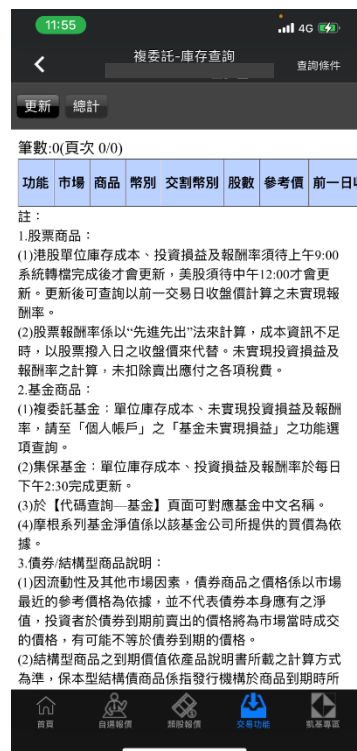 11:55
4G
複委託-庫存查詢
查詢條件
更新 總計
筆數:0(頁次 0/0)
功能 市場 商品 幣別 交割幣別 股數 參考價 前一日收
註：
1.股票商品：
(1)港股單位庫存成本、投資損益及報酬率須待上午9:00
系統轉檔完成後才會更新，美股須待中午12:00才會更
新。更新後可查詢以前一交易日收盤價計算之未實現報
酬率。
(2)股票報酬率係以“先進先出”法來計算，成本資訊不足
時，以股票撥入日之收盤價來代替。未實現投資損益及
報酬率之計算，未扣除賣出應付之各項稅費。
2.基金商品：
(1)複委託基金：單位庫存成本、未實現投資損益及報酬
率，請至「個人帳戶」之「基金未實現損益」之功能選
項查詢。
(2)集保基金：單位庫存成本、投資損益及報酬率於每日
下午2:30完成更新。
(3)於【代碼查詢—基金】頁面可對應基金中文名稱。
(4)摩根系列基金淨值係以該基金公司所提供的買價為依
據。
3.債券/結構型商品說明：
(1)因流動性及其他市場因素，債券商品之價格係以市場
最近的參考價格為依據，並不代表債券本身應有之淨
值，投資者於債券到期前賣出的價格將為市場當時成交
的價格，有可能不等於債券到期的價格。
(2)結構型商品之到期價值依產品說明書所載之計算方式
為準，保本型結構債商品係指發行機構於商品到期時所
首頁 自選報價 類股報價 交易功能 凱基專區